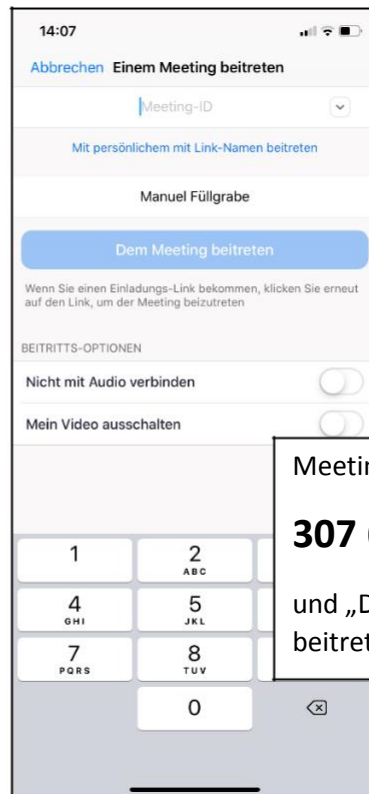 14:07
Abbrechen Einem Meeting beitreten
Meeting-ID
Mit persönlichem mit Link-Namen beitreten
Manuel Füllgrabe
Dem Meeting beitreten
Wenn Sie einen Einladungs-Link bekommen, klicken Sie erneut
auf den Link, um der Meeting beizutreten
BEITRITTS-OPTIONEN
Nicht mit Audio verbinden
Mein Video ausschalten
307
und
1
2
ABC
4
GHI
5
JKL
7
PQRS
8
TUV
0